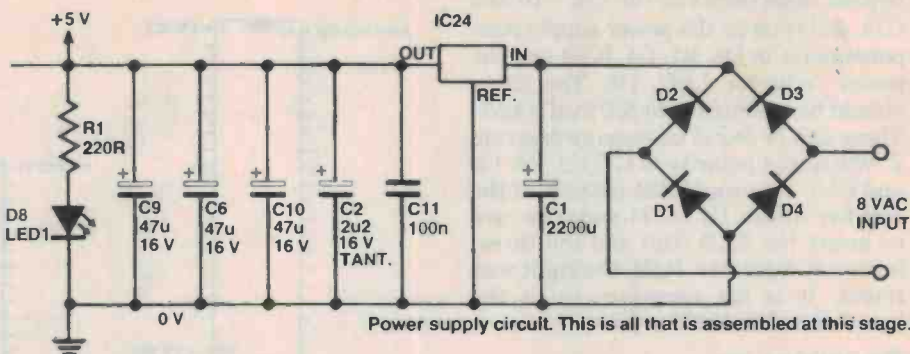 +5 V
R1
220R
D8
LED1
+
C9
47u
16 V
+
C6
47u
16 V
+
C10
47u
16 V
+
C2
2u2
16 V
TANT.
C11
100n
IC24
OUT
IN
REF.
+
C1
2200u
D2
D3
D1
D4
8 VAC
INPUT
0 V
Power supply circuit. This is all that is assembled at this stage.